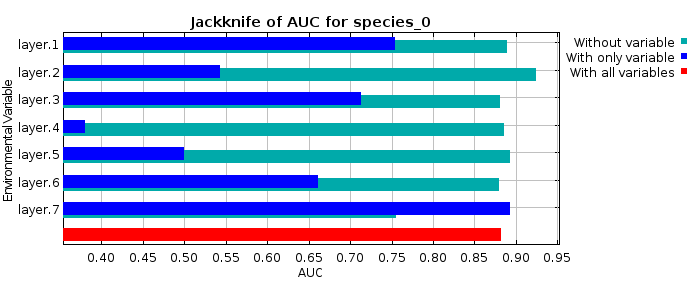 Jackknife of AUC for species_0
Environmental Variable
layer.1
layer.2
layer.3
layer.4
layer.5
layer.6
layer.7
Without variable
With only variable
With all variables
0.40 0.45 0.50 0.55 0.60 0.65 0.70 0.75 0.80 0.85 0.90 0.95
AUC